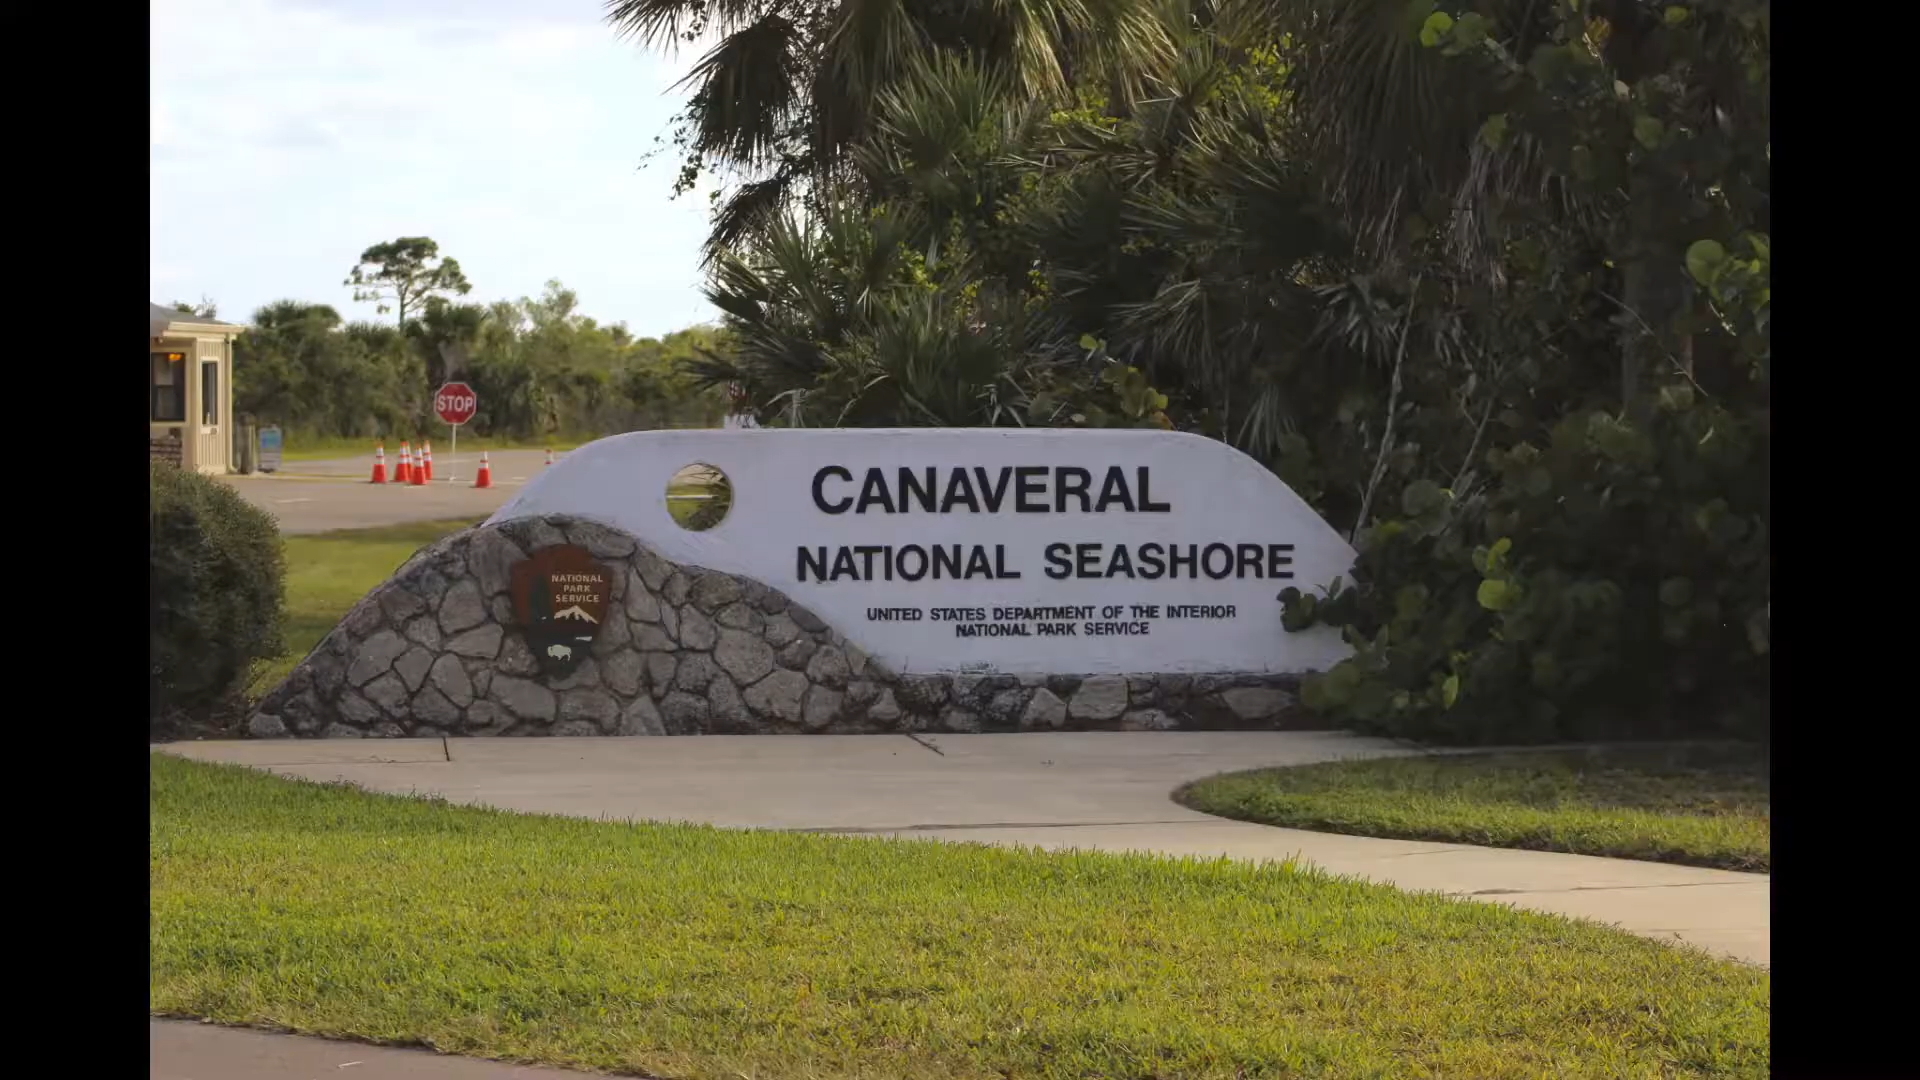 STOP
CANAVERAL
NATIONAL SEASHORE
UNITED STATES DEPARTMENT OF THE INTERIOR
NATIONAL PARK SERVICE
NATIONAL
PARK
SERVICE